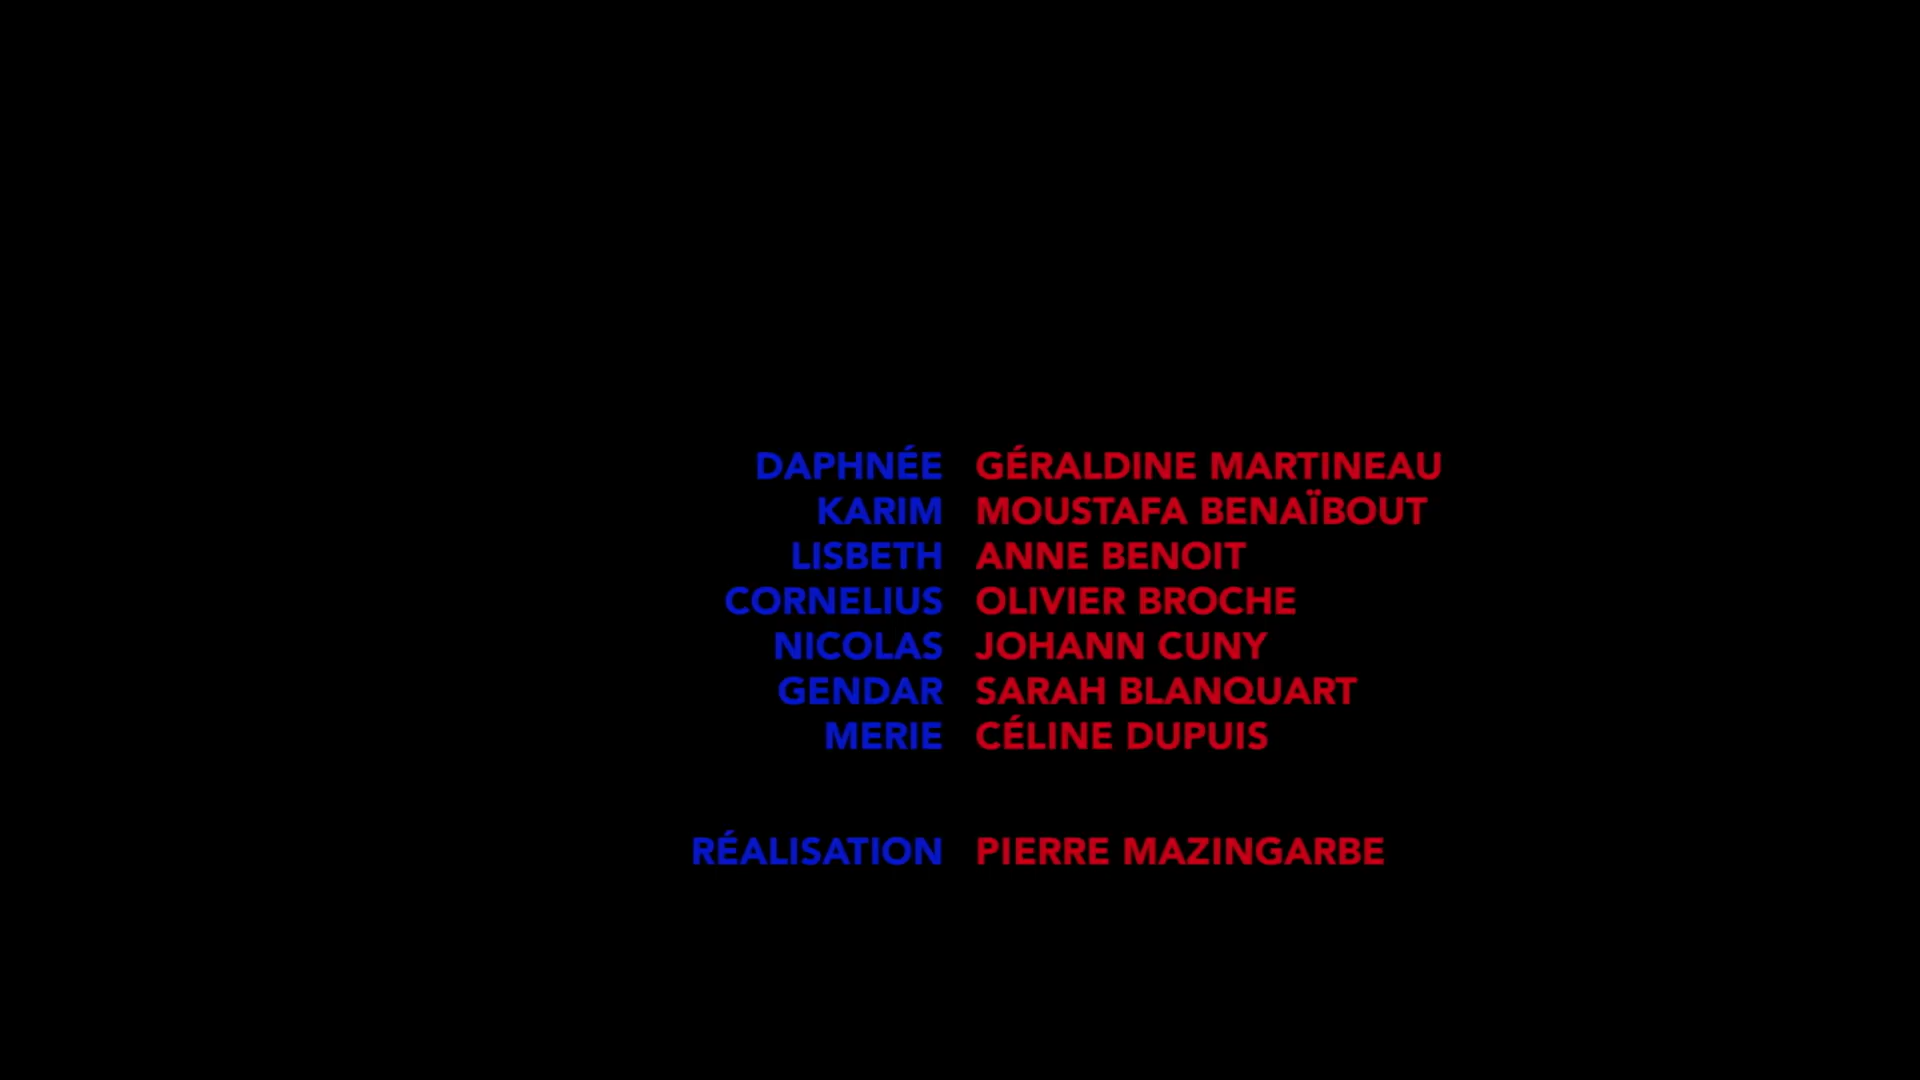 DAPHNÉE GÉRALDINE MARTINEAU
KARIM MOUSTAFA BENAÏBOUT
LISBETH ANNE BENOIT
CORNELIUS OLIVIER BROCHE
NICOLAS JOHANN CUNY
GENDAR SARAH BLANQUART
MERIE CÉLINE DUPUIS
RÉALISATION PIERRE MAZINGARBE